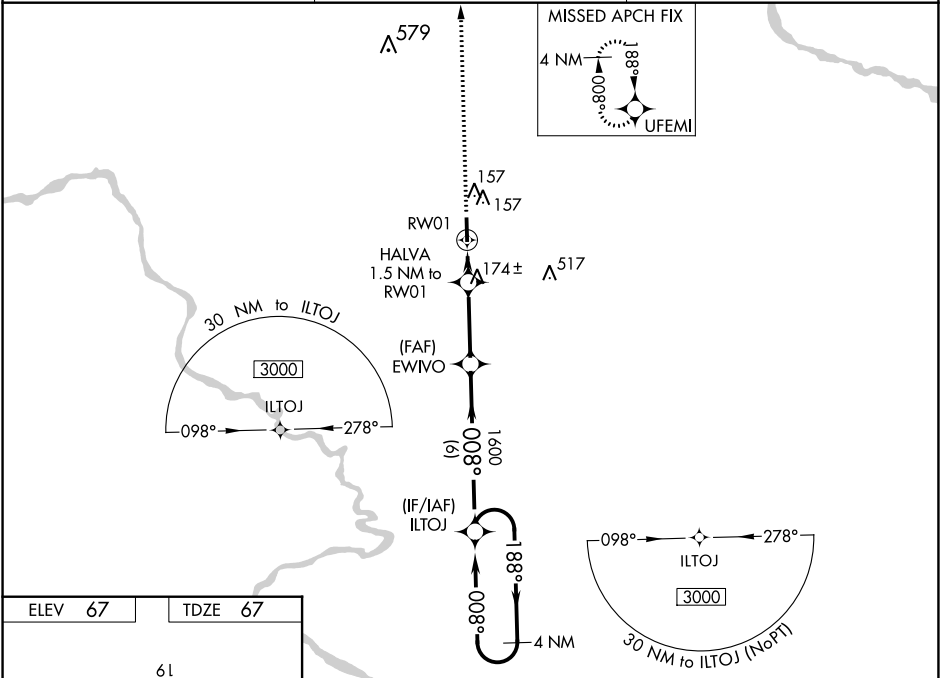 MISSED APCH FIX
4 NM
188°
008°
UFEMI
579
157
157
RW01
HALVA
1.5 NM to
RW01
174±
517
30 NM to ILTOJ
3000
ILTOJ
098°
278°
(FAF)
EWIVO
1600
008°
(6)
(IF/IAF)
ILTOJ
188°
008°
4 NM
098°
278°
ILTOJ
3000
30 NM to ILTOJ (NoPT)
ELEV 67
TDZE 67
19